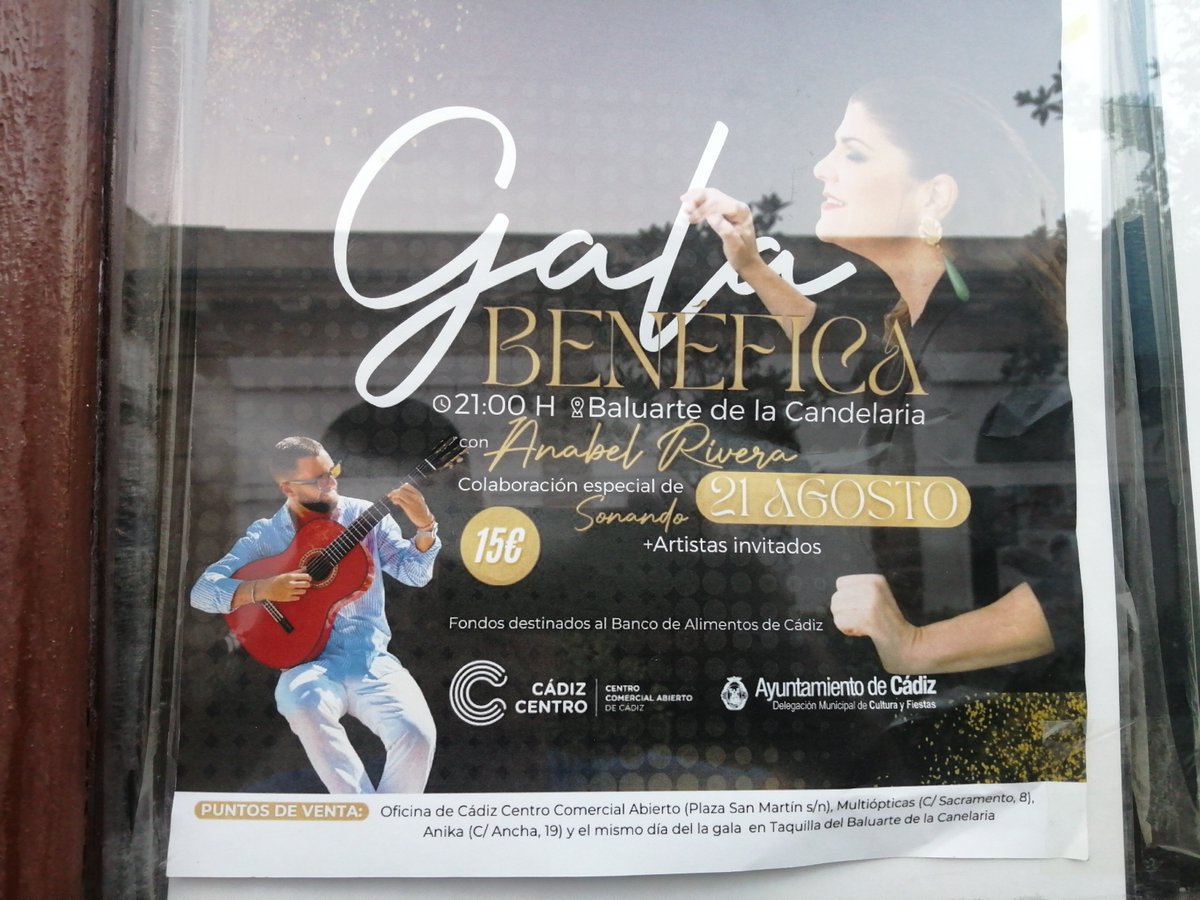 Gala
BENÉFICA
21:00 H Baluarte de la Candelaria
con Anabel Rivera
Colaboración especial de
Sonando
21 AGOSTO
15€
+Artistas invitados
Fondos destinados al Banco de Alimentos de Cádiz
CÁDIZ
CENTRO
CENTRO
COMERCIAL ABIERTO
DE CÁDIZ
Ayuntamiento de Cádiz
Delegación Municipal de Cultura y Fiestas
PUNTOS DE VENTA: Oficina de Cádiz Centro Comercial Abierto (Plaza San Martín s/n), Multiópticas (C/ Sacramento, 8),
Anika (C/ Ancha, 19) y el mismo día del la gala en Taquilla del Baluarte de la Canelaria